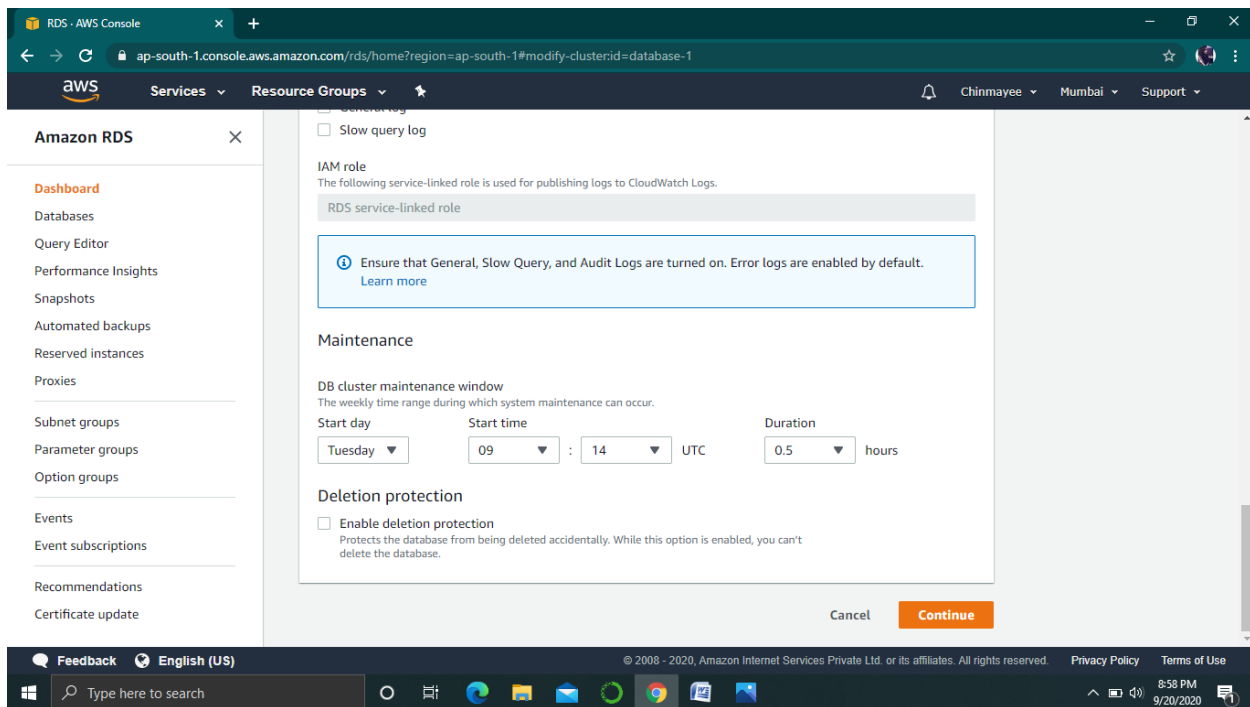 RDS · AWS Console
ap-south-1.console.aws.amazon.com/rds/home?region=ap-south-1#modify-cluster:id=database-1
aws
Services
Resource Groups
Chinmayee
Mumbai
Support
Amazon RDS
Dashboard
Databases
Query Editor
Performance Insights
Snapshots
Automated backups
Reserved instances
Proxies
Subnet groups
Parameter groups
Option groups
Events
Event subscriptions
Recommendations
Certificate update
General log
Slow query log
IAM role
The following service-linked role is used for publishing logs to CloudWatch Logs.
RDS service-linked role
Ensure that General, Slow Query, and Audit Logs are turned on. Error logs are enabled by default.
Learn more
Maintenance
DB cluster maintenance window
The weekly time range during which system maintenance can occur.
Start day Start time Duration
Tuesday 09 : 14 UTC 0.5 hours
Deletion protection
Enable deletion protection
Protects the database from being deleted accidentally. While this option is enabled, you can't
delete the database.
Cancel Continue
Feedback English (US)
© 2008 - 2020, Amazon Internet Services Private Ltd. or its affiliates. All rights reserved. Privacy Policy Terms of Use
Type here to search
8:58 PM
9/20/2020
1